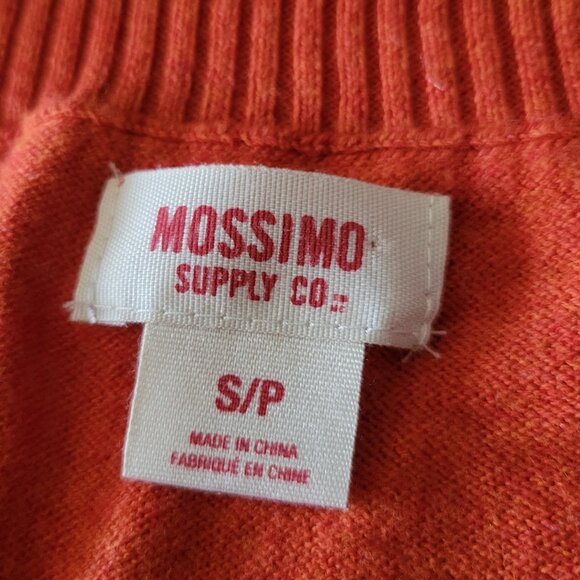 MOSSIMO
SUPPLY CO::
S/P
MADE IN CHINA
FABRIQUÉ EN CHINE